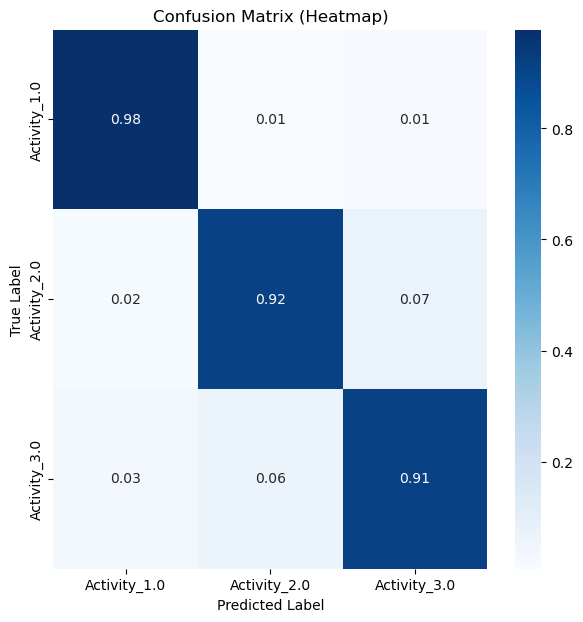 Confusion Matrix (Heatmap)
True Label
Activity_1.0
0.98 0.01 0.01
Activity_2.0
0.02 0.92 0.07
Activity_3.0
0.03 0.06 0.91
Activity_1.0 Activity_2.0 Activity_3.0
Predicted Label
0.8
0.6
0.4
0.2